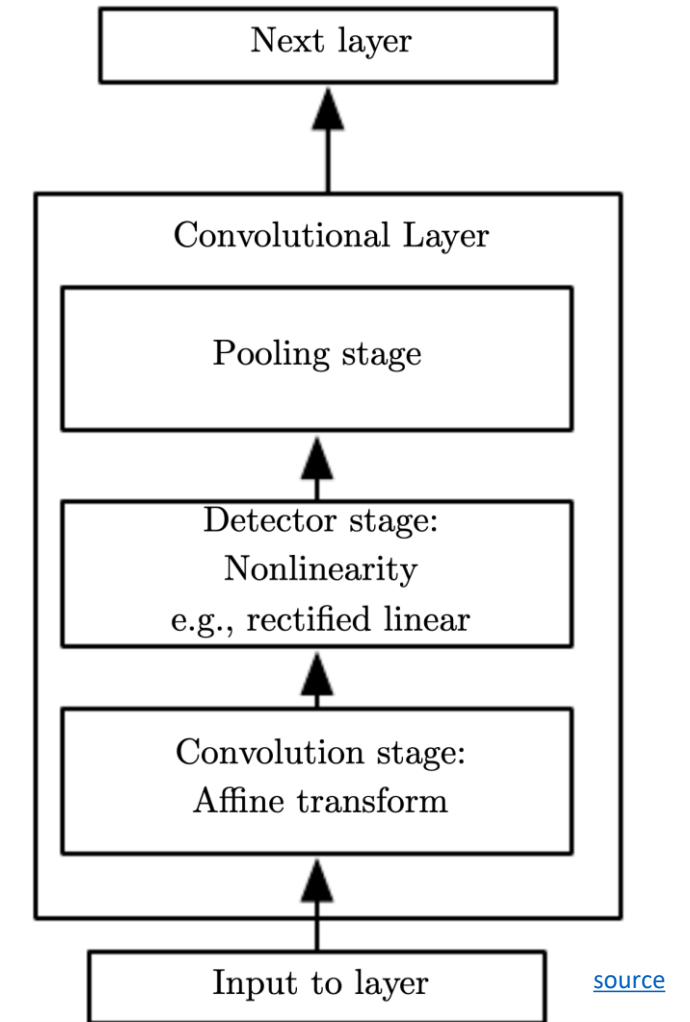 Next layer
Convolutional Layer
Pooling stage
Detector stage:
Nonlinearity
e.g., rectified linear
Convolution stage:
Affine transform
Input to layer
source